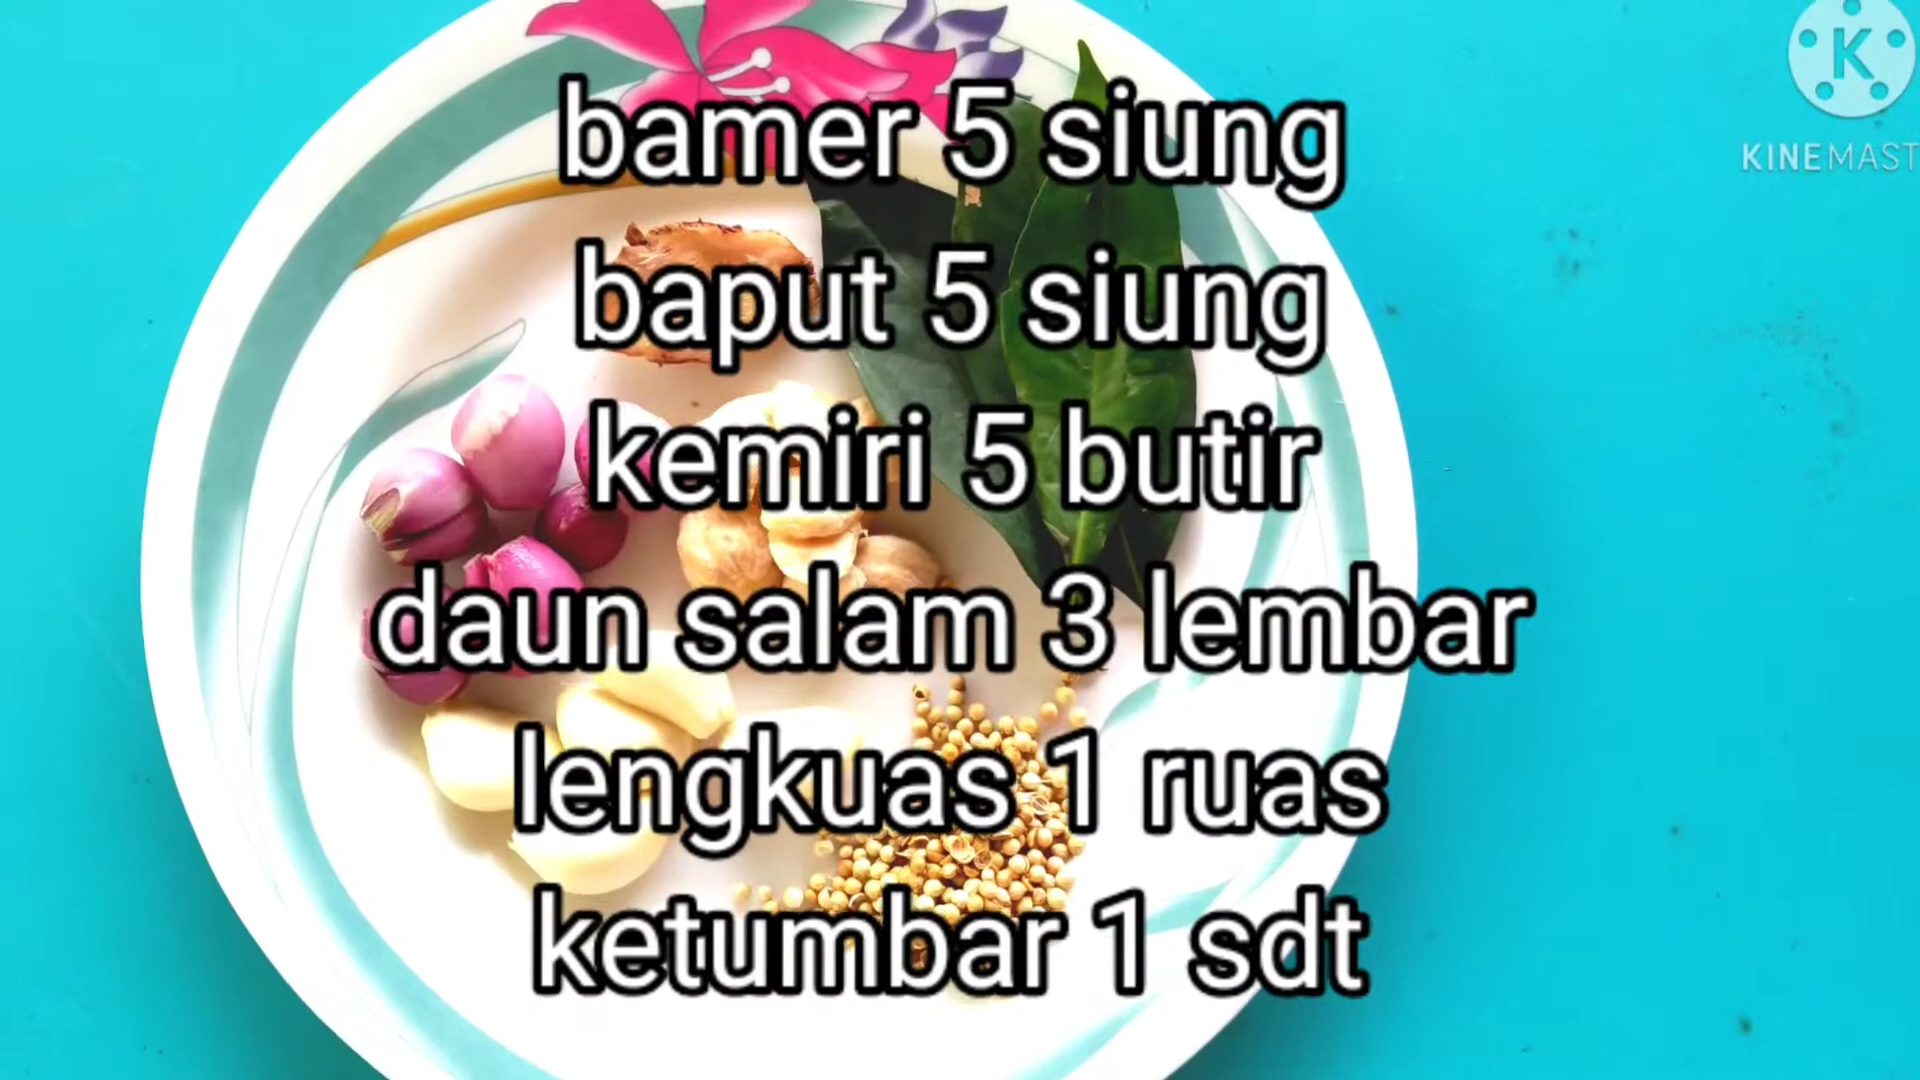 K
KINEMAST
bamer 5 siung
baput 5 siung
kemiri 5 butir
daun salam 3 lembar
lengkuas 1 ruas
ketumbar 1 sdt